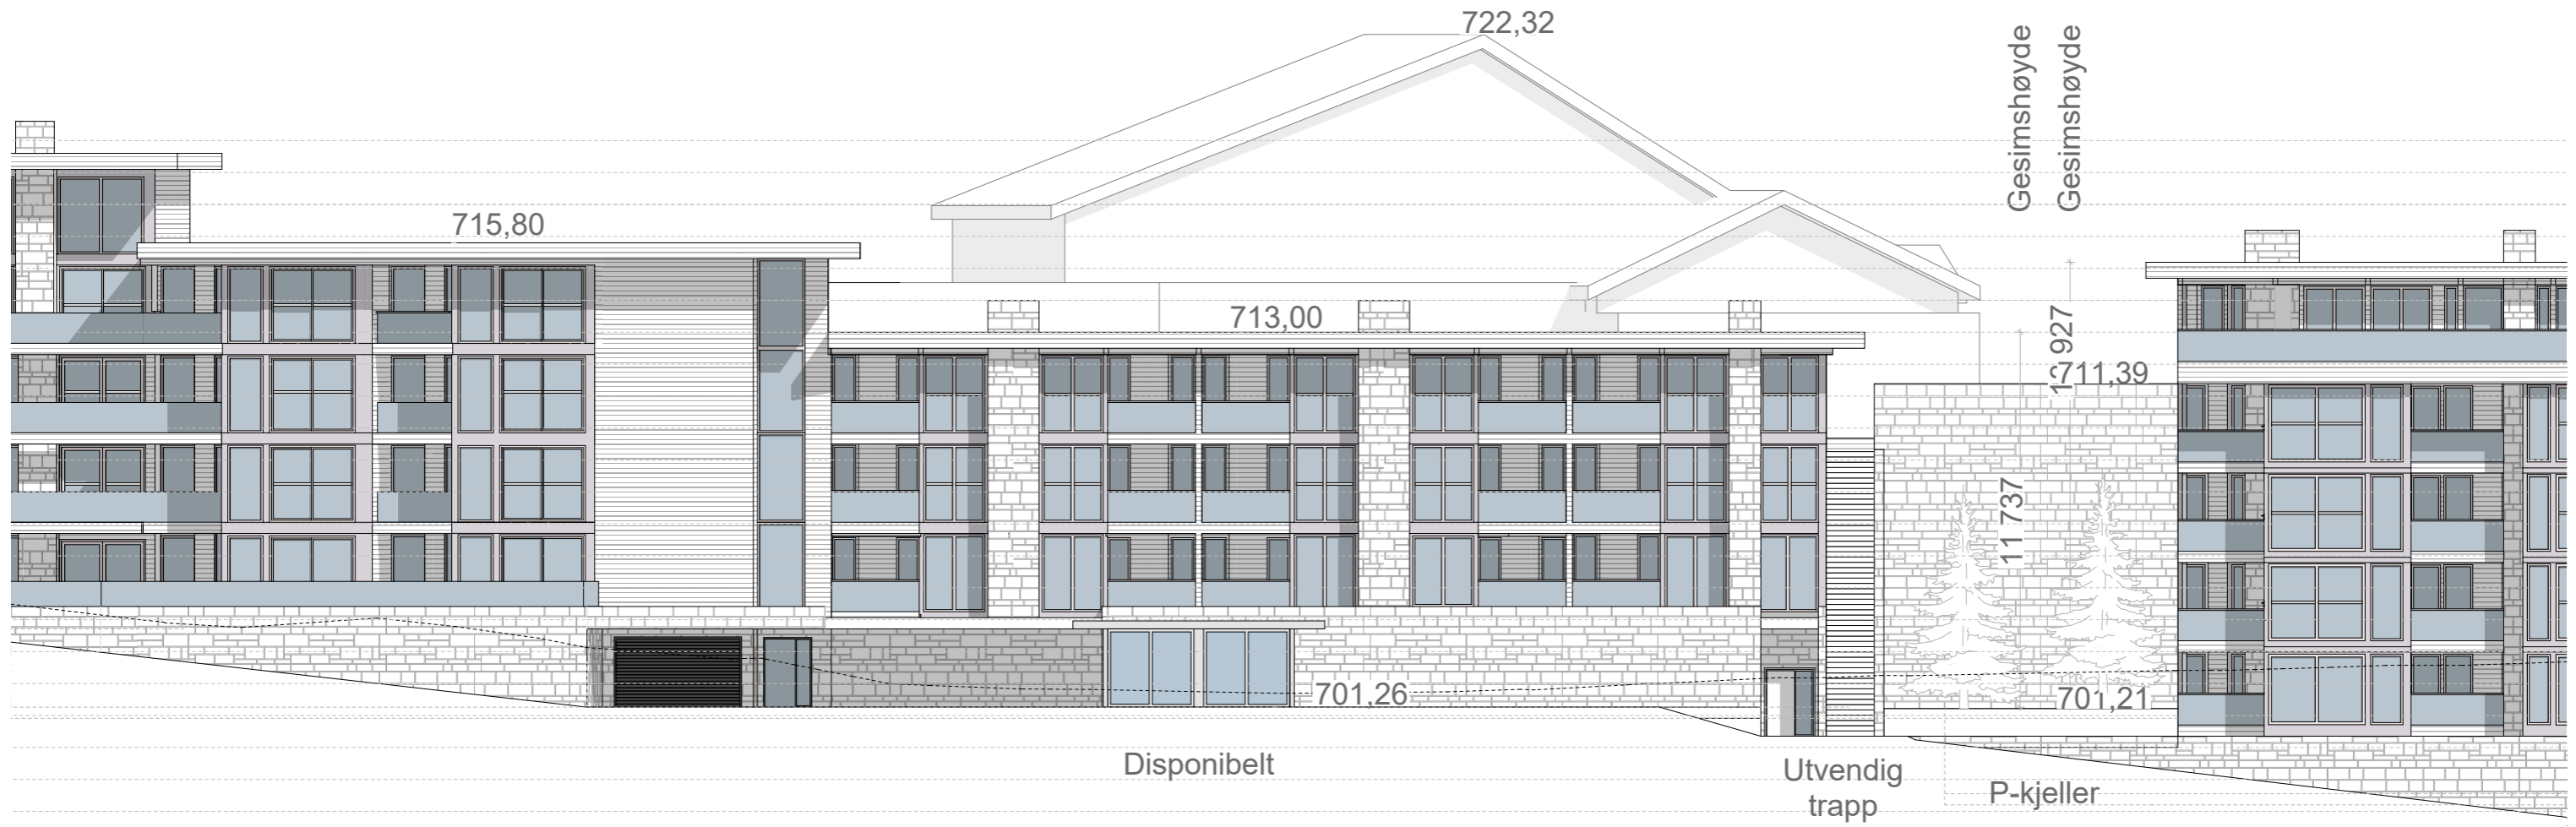 722,32
Gesimshøyde
Gesimshøyde
715,80
713,00
927
711,39
11 737
701,26
701,21
Disponibelt
Utvendig
trapp
P-kjeller